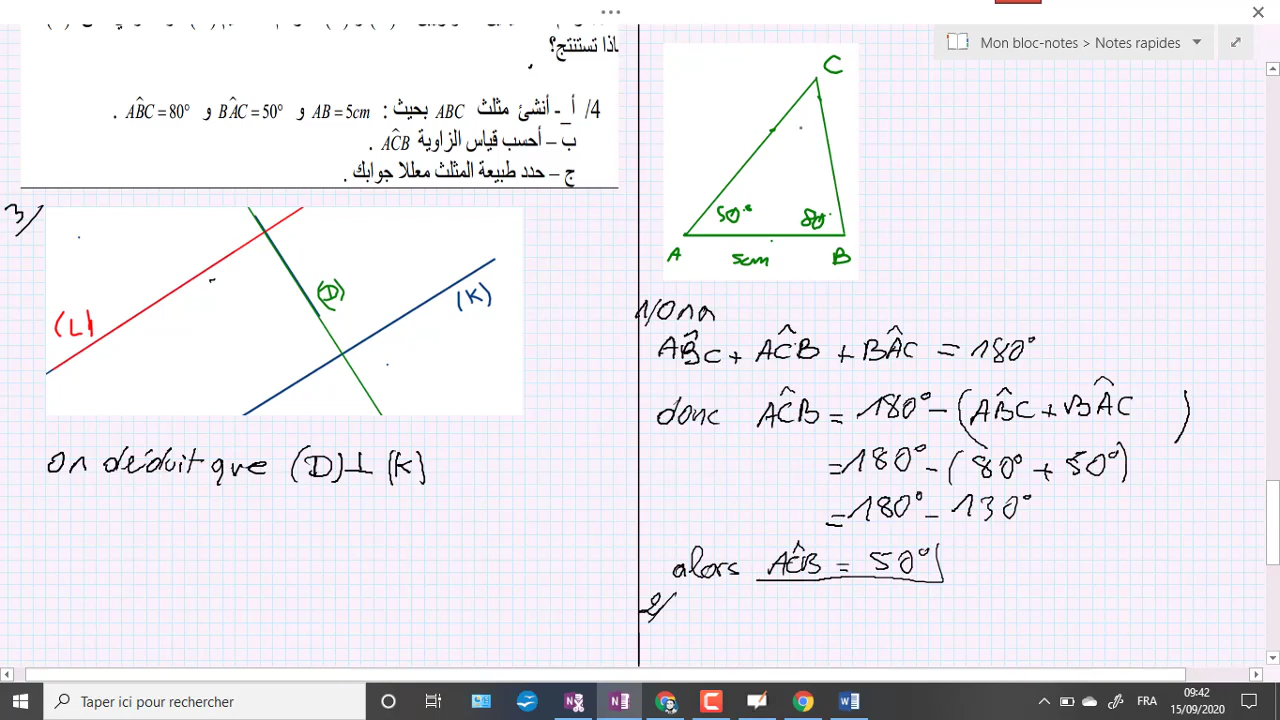 Mon bloc-notes > Notes rapides
ماذا تستنتج؟
4/ أ_- أنشئ مثلث ABC بحيث : AB = 5cm و BÂC = 50° و AB̂C = 80° .
ب – أحسب قياس الزاوية AĈB .
ج – حدد طبيعة المثلث معللا جوابك .
3/
(L)
(D)
(K)
on déduit que (D)⊥(K)
C
50°
80°
A
5cm
B
1/ On a
AB̂C + AĈB + BÂC = 180°
donc AĈB = 180° - (AB̂C + BÂC)
= 180° - (80° + 50°)
= 180° - 130°
alors AĈB = 50°
2/
Taper ici pour rechercher
FRA
09:42
15/09/2020